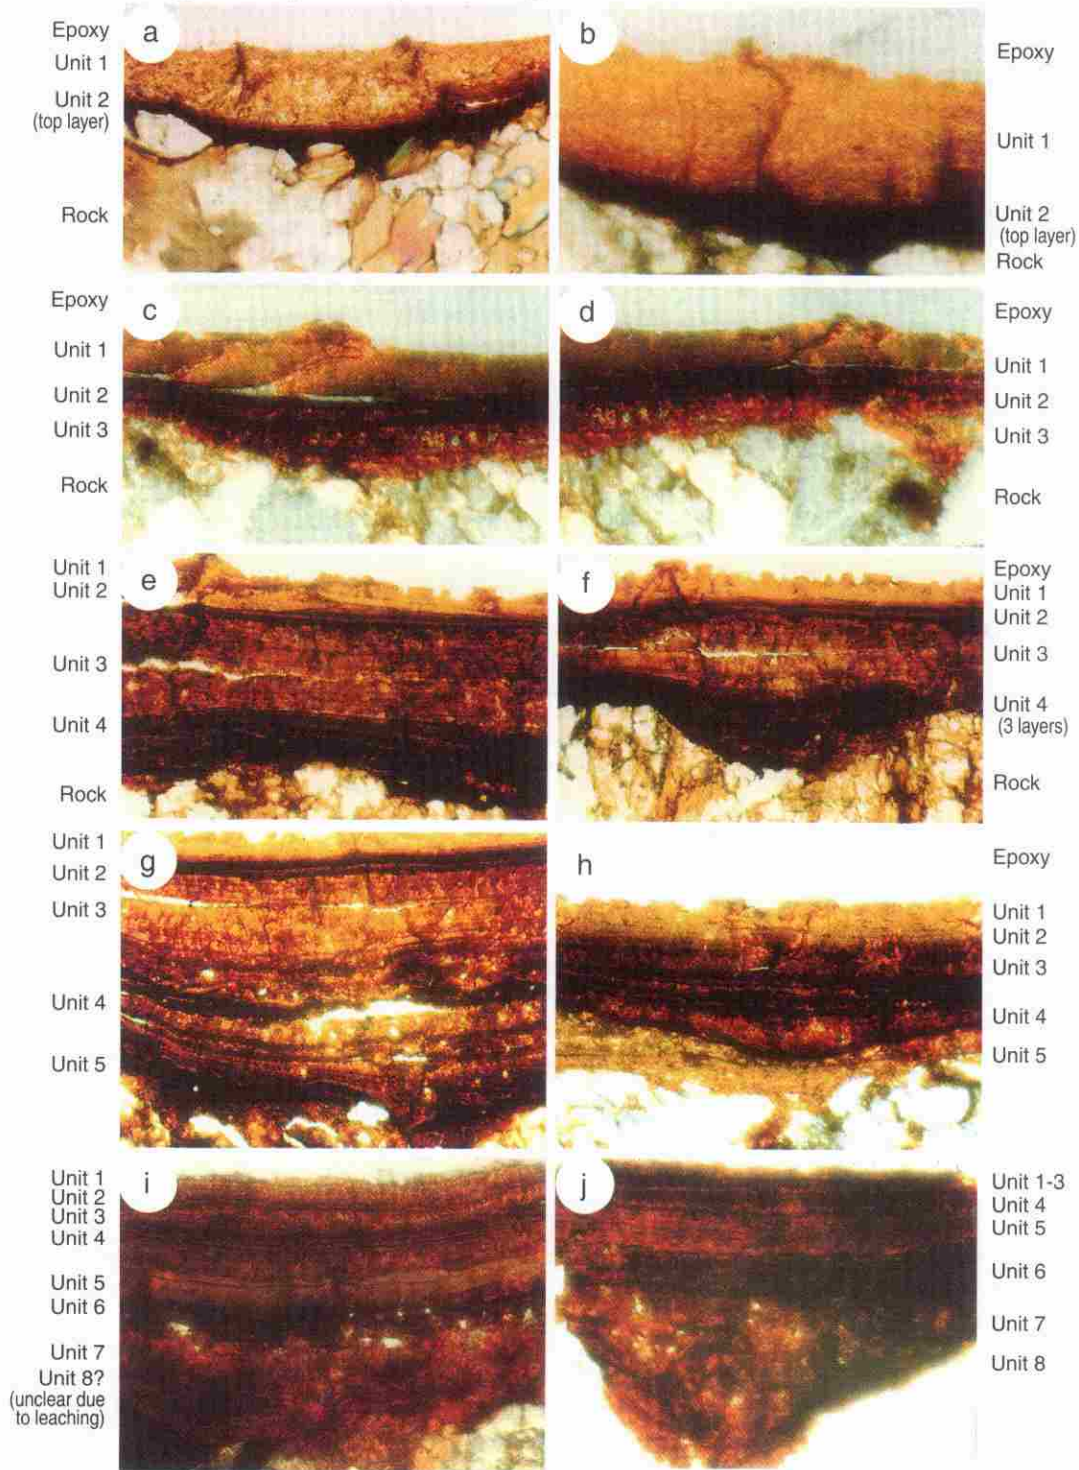 a
Epoxy
Unit 1
Unit 2
(top layer)
Rock
b
Epoxy
Unit 1
Unit 2
(top layer)
Rock
c
Epoxy
Unit 1
Unit 2
Unit 3
Rock
d
Epoxy
Unit 1
Unit 2
Unit 3
Rock
e
Unit 1
Unit 2
Unit 3
Unit 4
Rock
f
Epoxy
Unit 1
Unit 2
Unit 3
Unit 4
(3 layers)
Rock
g
Unit 1
Unit 2
Unit 3
Unit 4
Unit 5
h
Epoxy
Unit 1
Unit 2
Unit 3
Unit 4
Unit 5
i
Unit 1
Unit 2
Unit 3
Unit 4
Unit 5
Unit 6
Unit 7
Unit 8?
(unclear due
to leaching)
j
Unit 1-3
Unit 4
Unit 5
Unit 6
Unit 7
Unit 8